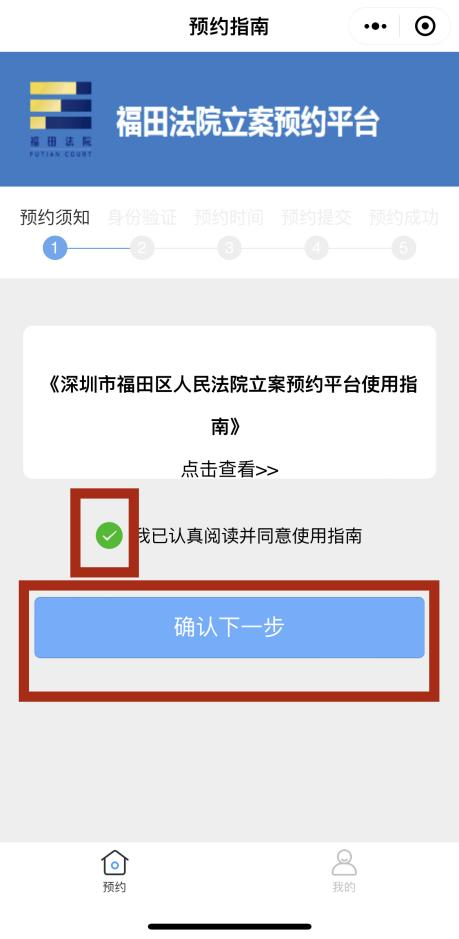 预约指南
福田法院
FUTIAN COURT
福田法院立案预约平台
预约须知 身份验证 预约时间 预约提交 预约成功
1 2 3 4 5
《深圳市福田区人民法院立案预约平台使用指
南》
点击查看>>
我已认真阅读并同意使用指南
确认下一步
预约 我的